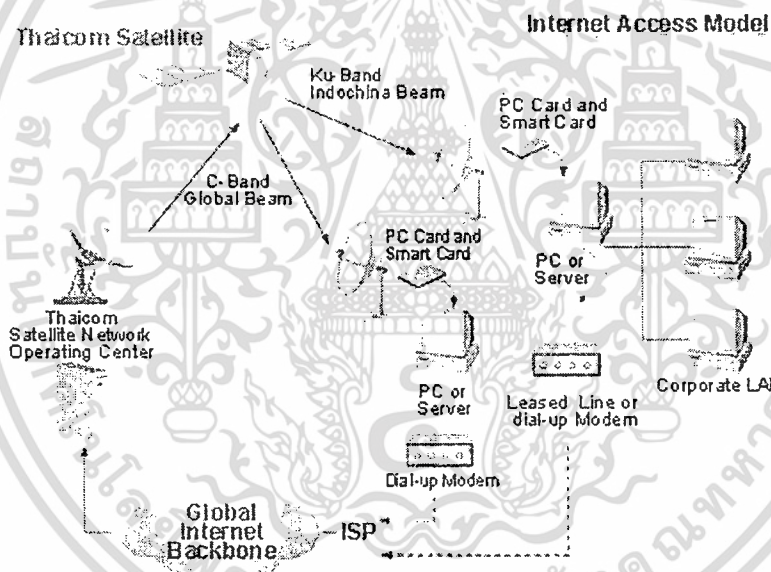 Thaicom Satellite
Internet Access Model
Ku-Band
Indochina Beam
PC Card and
Smart Card
C-Band
Global Beam
PC Card and
Smart Card
PC or
Server
Thaicom
Satellite Network
Operating Center
PC or
Server
Leased Line or
dial-up Modem
Corporate LAN
Dial-up Modem
Global
Internet
Backbone
ISP